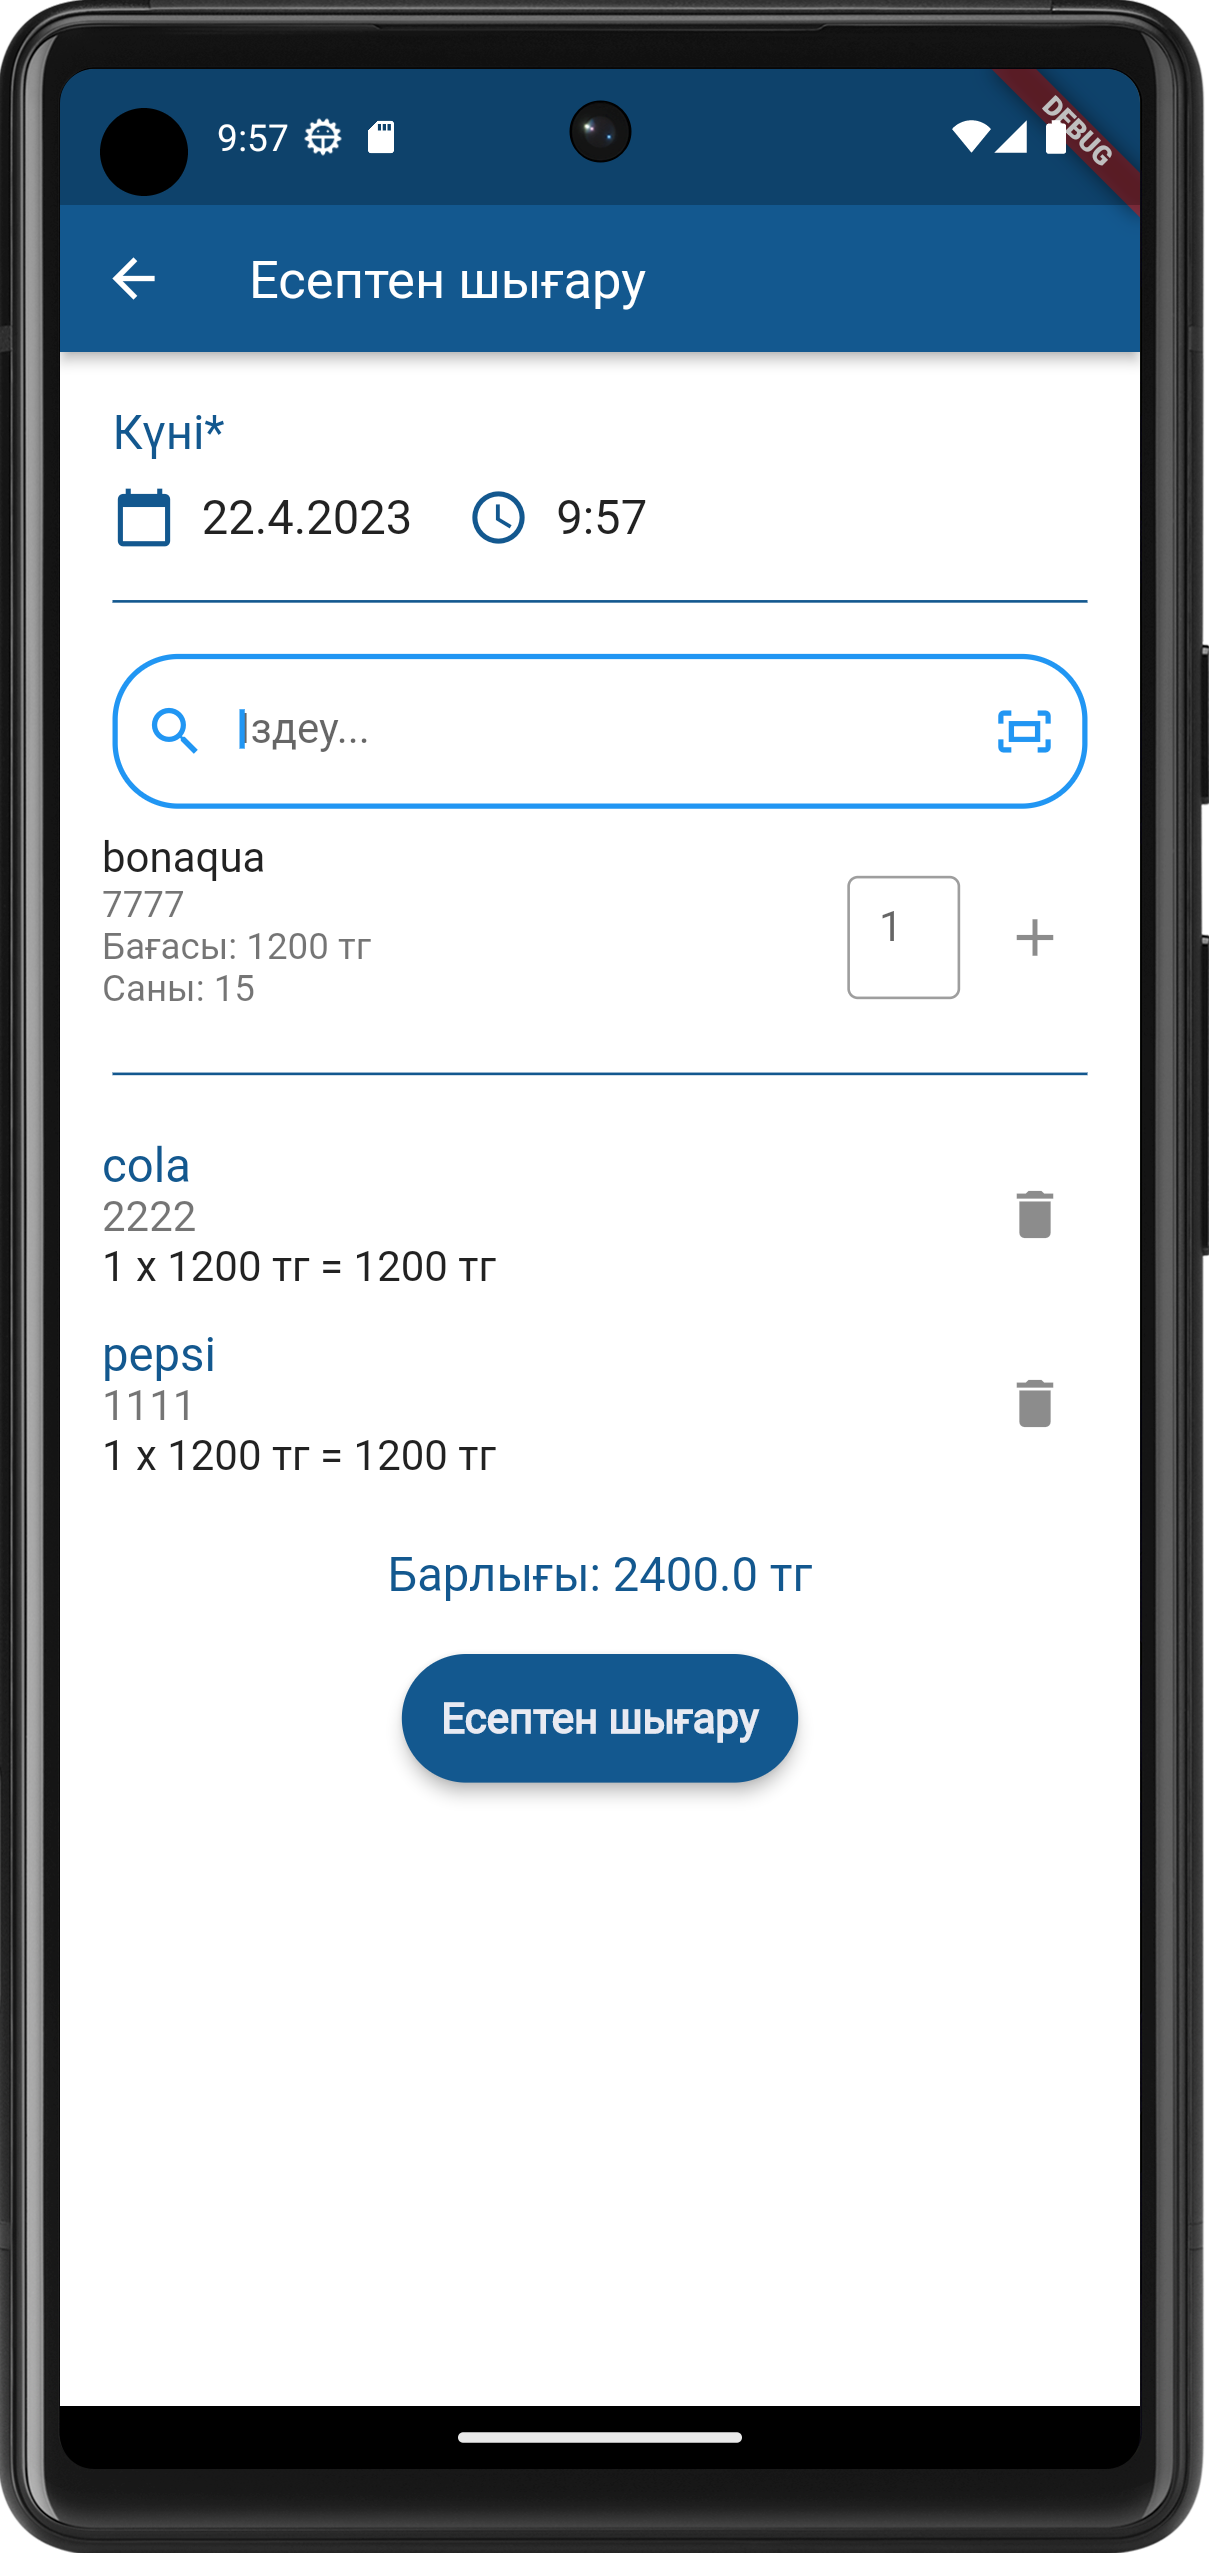 9:57
DEBUG
Есептен шығару
Күні*
22.4.2023 9:57
Іздеу...
bonaqua
7777
Бағасы: 1200 тг
Саны: 15
1
cola
2222
1 x 1200 тг = 1200 тг
pepsi
1111
1 x 1200 тг = 1200 тг
Барлығы: 2400.0 тг
Есептен шығару